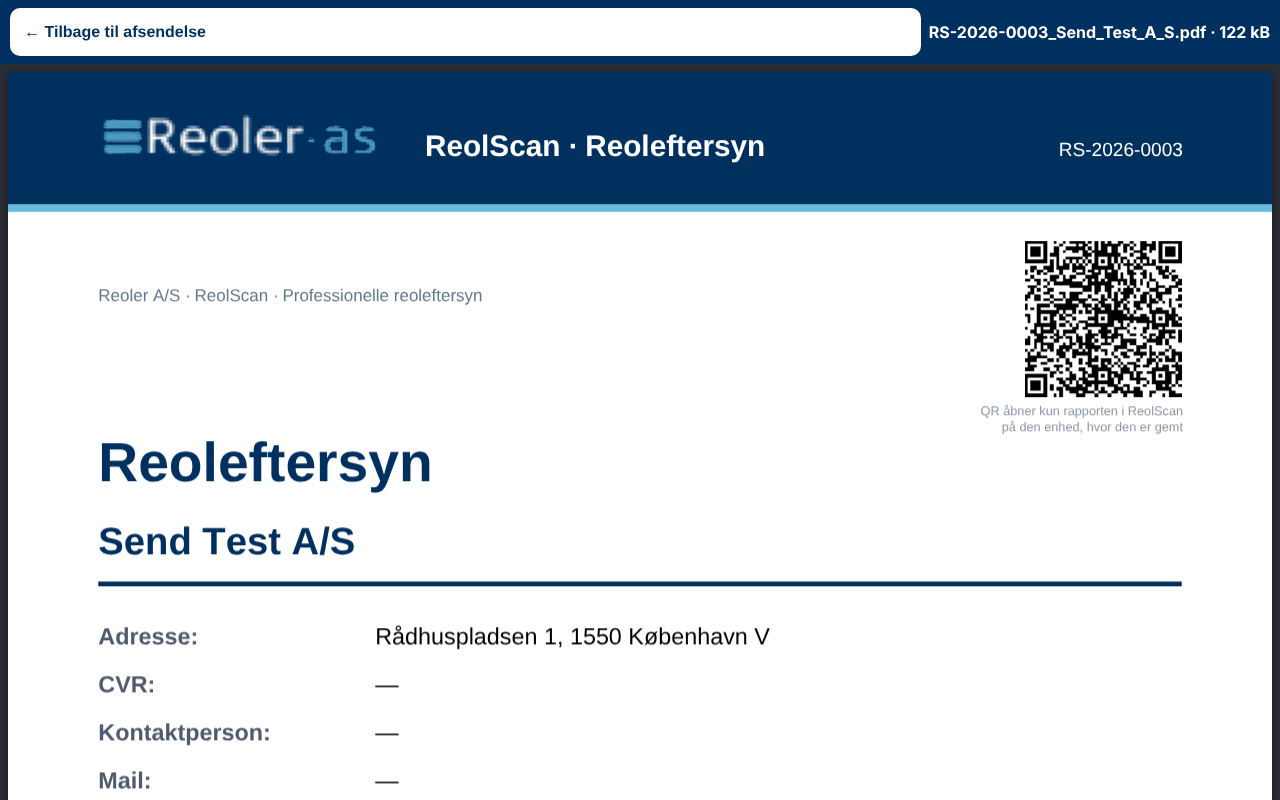 ← Tilbage til afsendelse
RS-2026-0003_Send_Test_A_S.pdf · 122 kB
Reoler·as
ReolScan · Reoleftersyn
RS-2026-0003
Reoler A/S · ReolScan · Professionelle reoleftersyn
QR åbner kun rapporten i ReolScan
på den enhed, hvor den er gemt
Reoleftersyn
Send Test A/S
Adresse: Rådhuspladsen 1, 1550 København V
CVR: —
Kontaktperson: —
Mail: —